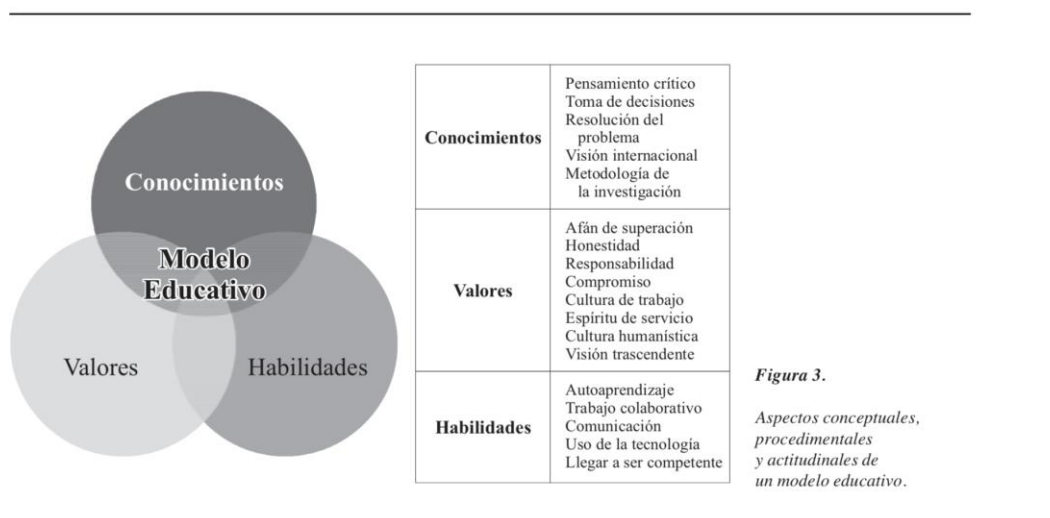 Conocimientos
Modelo
Educativo
Valores
Habilidades
Conocimientos
Pensamiento crítico
Toma de decisiones
Resolución del
problema
Visión internacional
Metodología de
la investigación
Valores
Afán de superación
Honestidad
Responsabilidad
Compromiso
Cultura de trabajo
Espíritu de servicio
Cultura humanística
Visión trascendente
Habilidades
Autoaprendizaje
Trabajo colaborativo
Comunicación
Uso de la tecnología
Llegar a ser competente
Figura 3.
Aspectos conceptuales,
procedimentales
y actitudinales de
un modelo educativo.